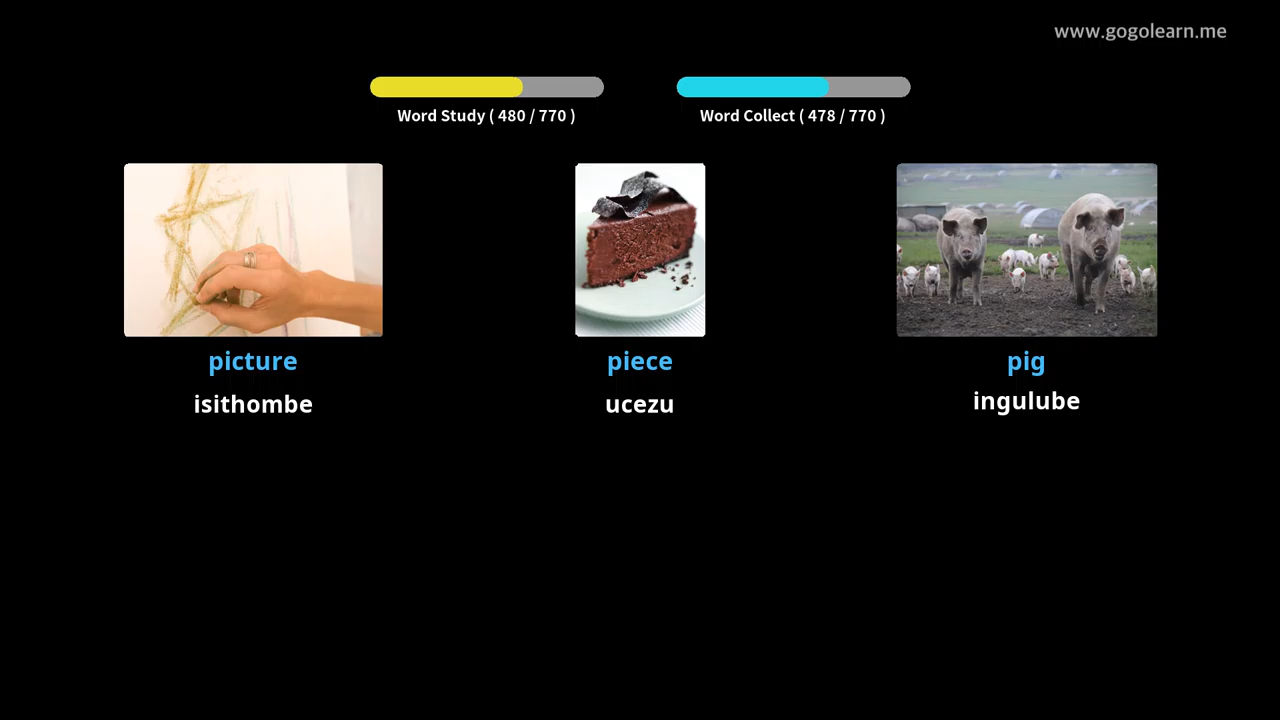 www.gogolearn.me
Word Study ( 480 / 770 )
Word Collect ( 478 / 770 )
picture
piece
pig
isithombe
ucezu
ingulube